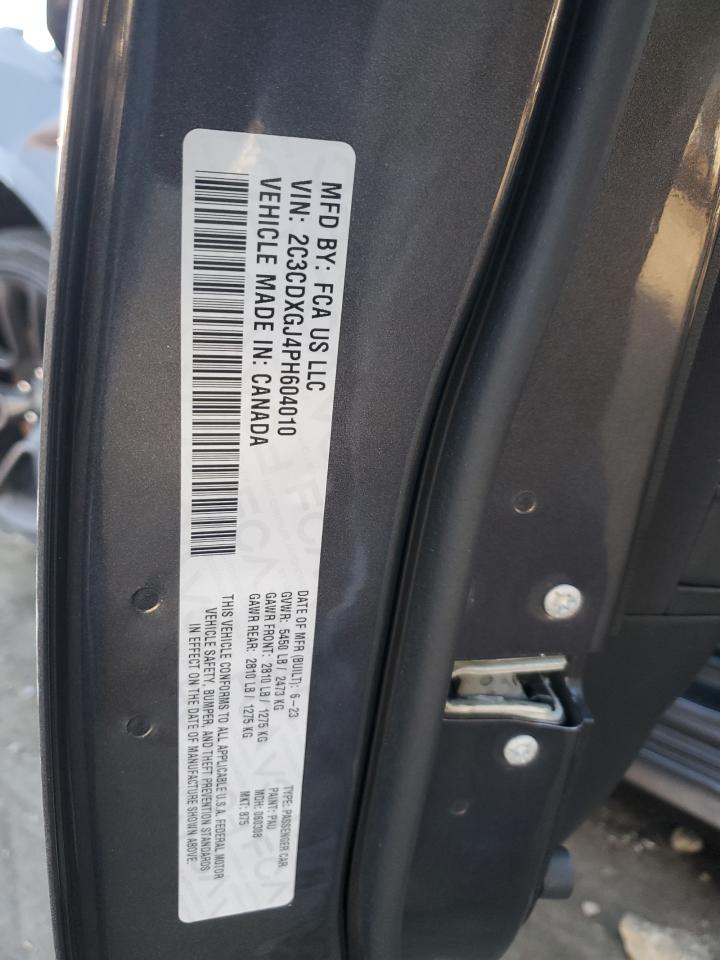 MFD BY: FCA US LLC
VIN: 2C3CDXGJ4PH604010
VEHICLE MADE IN: CANADA
DATE OF MFR (BUILT): 6-23
GVWR: 5450 LB / 2473 KG
GAWR FRONT: 2810 LB / 1275 KG
GAWR REAR: 2810 LB / 1275 KG
THIS VEHICLE CONFORMS TO ALL APPLICABLE U.S.A. FEDERAL MOTOR
VEHICLE SAFETY, BUMPER, AND THEFT PREVENTION STANDARDS
IN EFFECT ON THE DATE OF MANUFACTURE SHOWN ABOVE.
TYPE: PASSENGER CAR
PAINT: PAU
MDH: 060308
MKT: 875